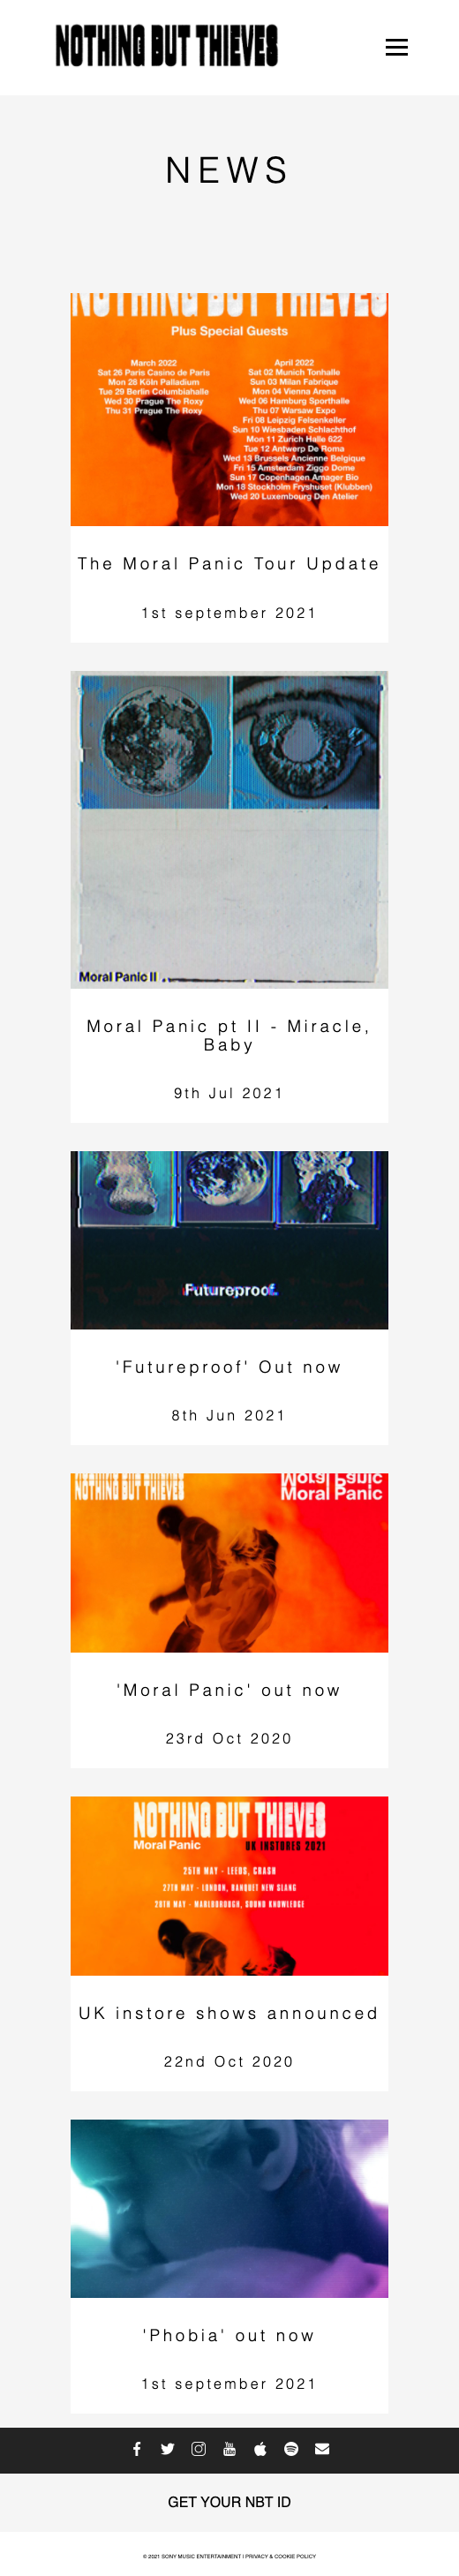 NOTHING BUT THIEVES
NEWS
NOTHING BUT THIEVES
Plus Special Guests
March 2022
Sat 26 Paris Casino de Paris
Mon 28 Köln Palladium
Tue 29 Berlin Columbiahalle
Wed 30 Prague The Roxy
Thu 31 Prague The Roxy
April 2022
Sat 02 Munich Tonhalle
Sun 03 Milan Fabrique
Mon 04 Vienna Arena
Wed 06 Hamburg Sporthalle
Thu 07 Warsaw Expo
Fri 08 Leipzig Felsenkeller
Sun 10 Wiesbaden Schlachthof
Mon 11 Zurich Halle 622
Tue 12 Antwerp De Roma
Wed 13 Brussels Ancienne Belgique
Fri 15 Amsterdam Ziggo Dome
Sun 17 Copenhagen Amager Bio
Mon 18 Stockholm Fryshuset (Klubben)
Wed 20 Luxembourg Den Atelier
The Moral Panic Tour Update
1st september 2021
Moral Panic II
Moral Panic pt II - Miracle,
Baby
9th Jul 2021
Futureproof.
'Futureproof' Out now
8th Jun 2021
NOTHING BUT THIEVES
Moral Panic
Moral Panic
'Moral Panic' out now
23rd Oct 2020
NOTHING BUT THIEVES
Moral Panic UK INSTORES 2021
25TH MAY - LEEDS, CRASH
27TH MAY - LONDON, BANQUET NEW SLANG
28TH MAY - MARLBOROUGH, SOUND KNOWLEDGE
UK instore shows announced
22nd Oct 2020
'Phobia' out now
1st september 2021
You Tube
GET YOUR NBT ID
© 2021 SONY MUSIC ENTERTAINMENT | PRIVACY & COOKIE POLICY